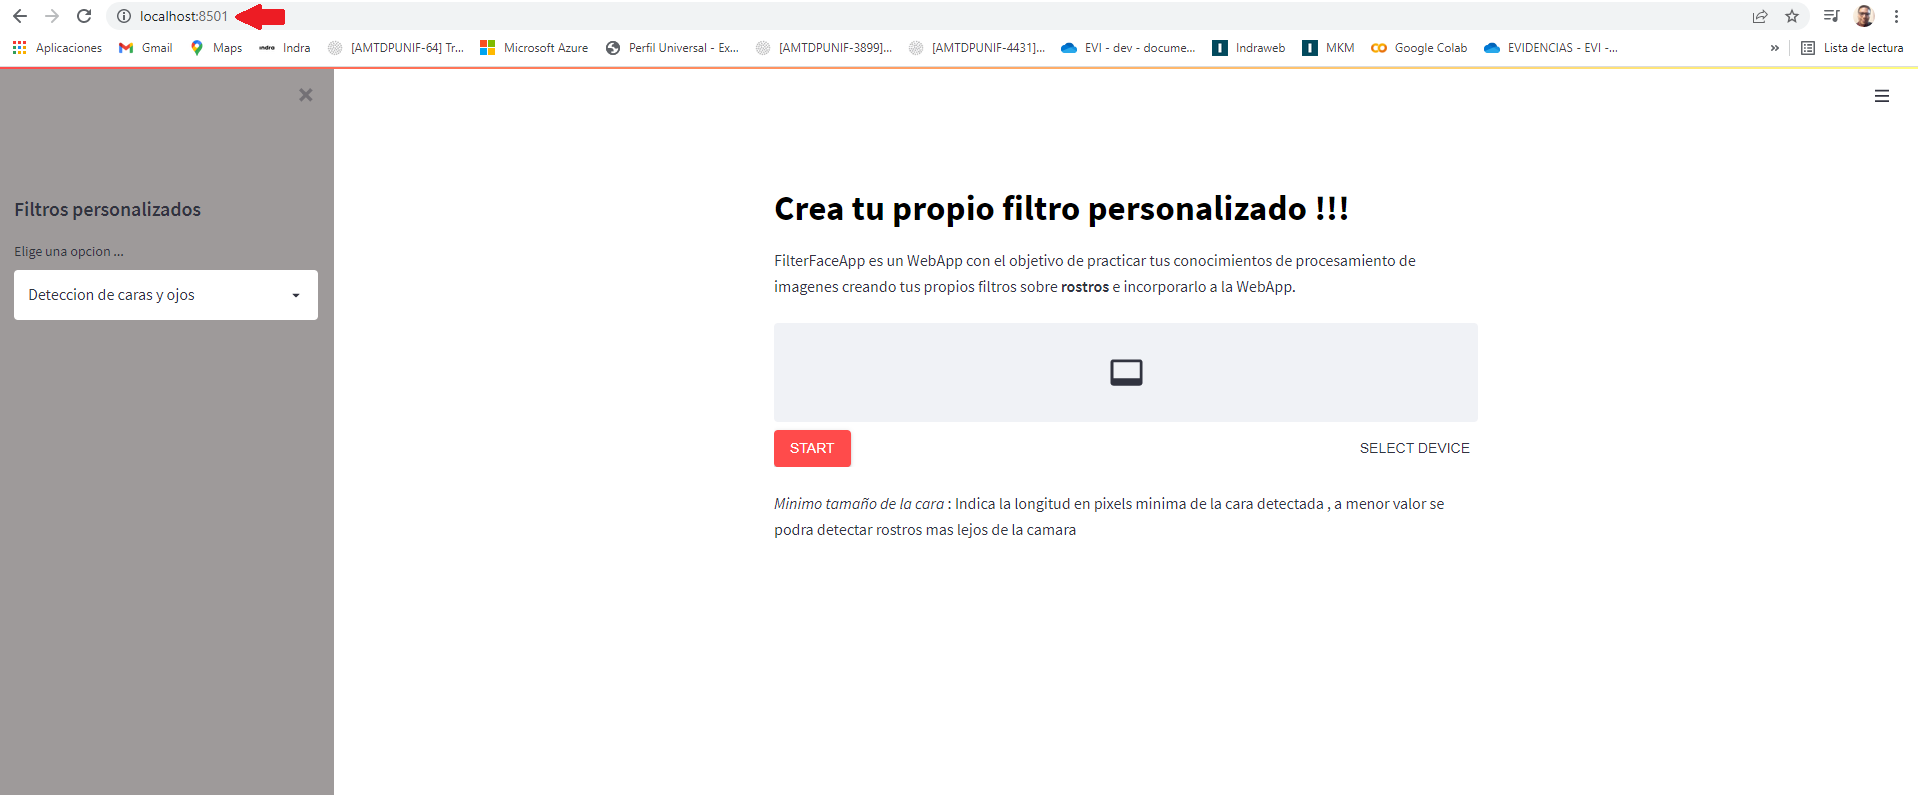 localhost:8501
Aplicaciones Gmail Maps indra Indra [AMTDPUNIF-64] Tr... Microsoft Azure Perfil Universal - Ex... [AMTDPUNIF-3899]... [AMTDPUNIF-4431]... EVI - dev - docume... Indraweb MKM Google Colab EVIDENCIAS - EVI -... » Lista de lectura
Filtros personalizados
Elige una opcion ...
Deteccion de caras y ojos
Crea tu propio filtro personalizado !!!
FilterFaceApp es un WebApp con el objetivo de practicar tus conocimientos de procesamiento de
imagenes creando tus propios filtros sobre rostros e incorporarlo a la WebApp.
START
SELECT DEVICE
Minimo tamaño de la cara : Indica la longitud en pixels minima de la cara detectada , a menor valor se
podra detectar rostros mas lejos de la camara